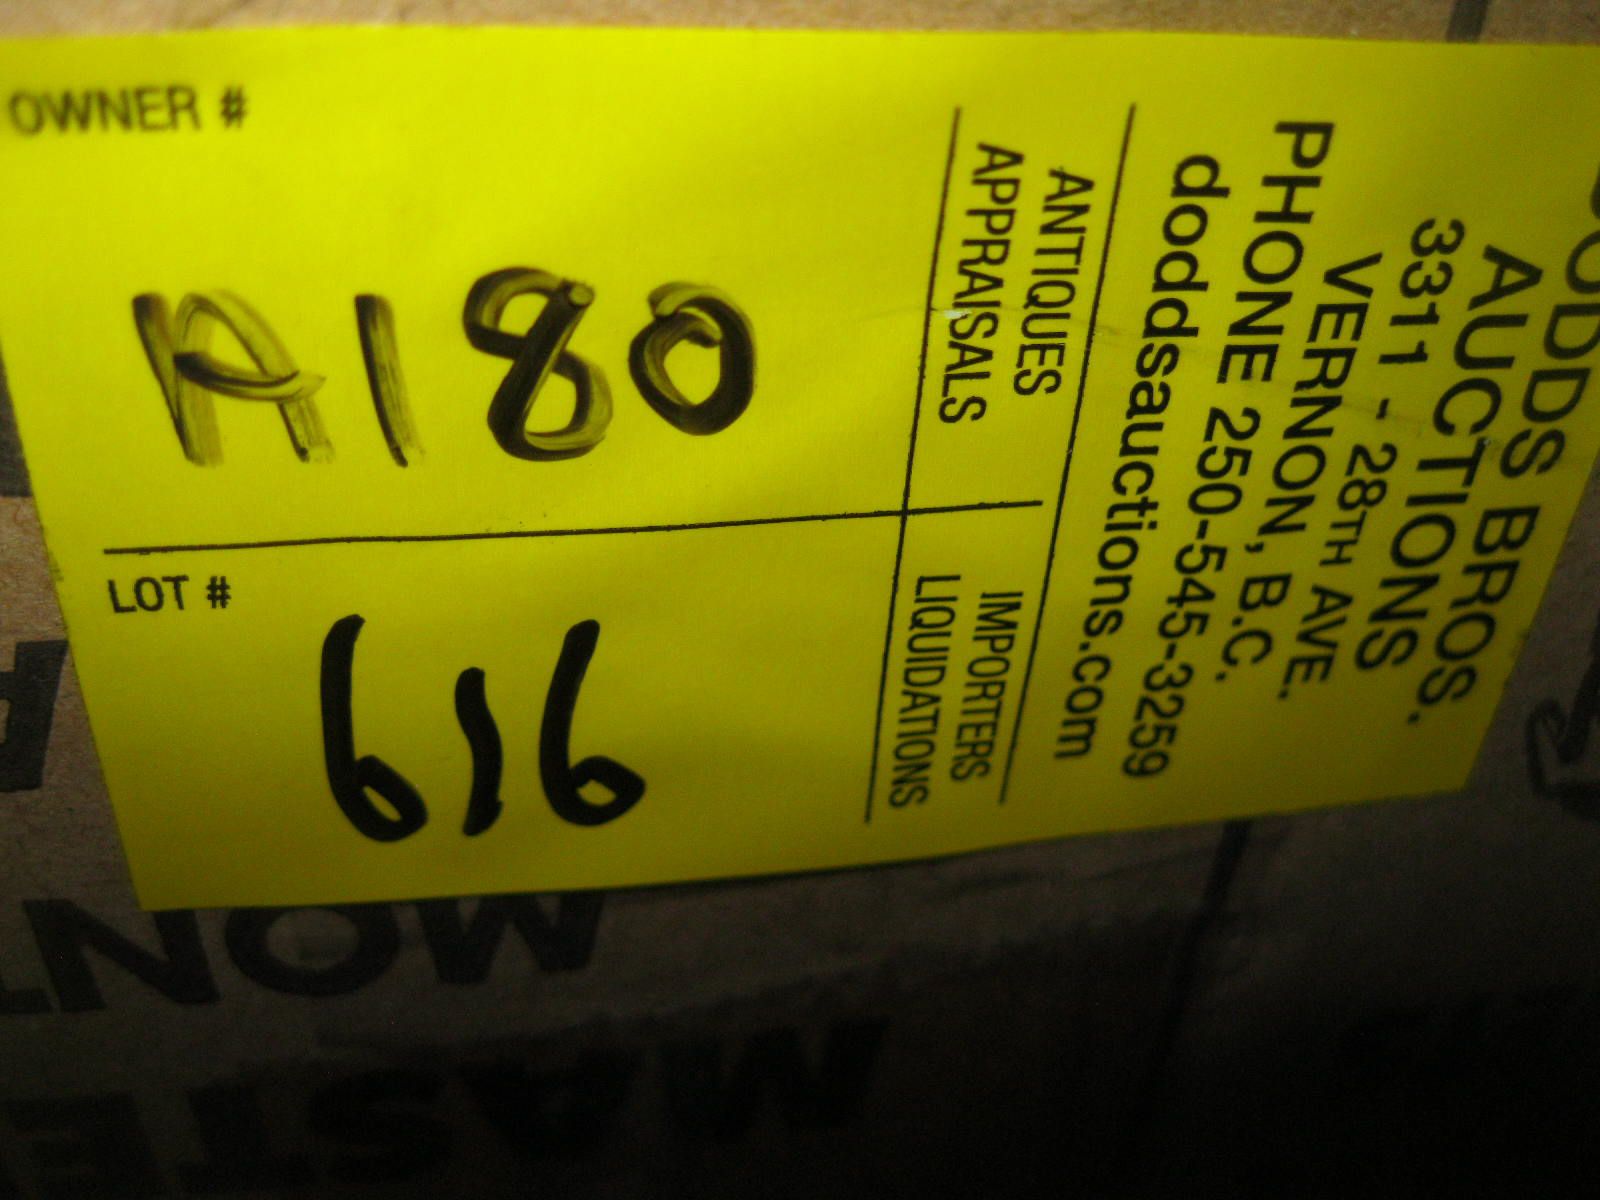 OWNER #
A180
LOT #
616
DODDS BROS.
AUCTIONS
3311 - 28TH AVE.
VERNON, B.C.
PHONE 250-545-3259
doddsauctions.com
ANTIQUES
APPRAISALS
IMPORTERS
LIQUIDATIONS